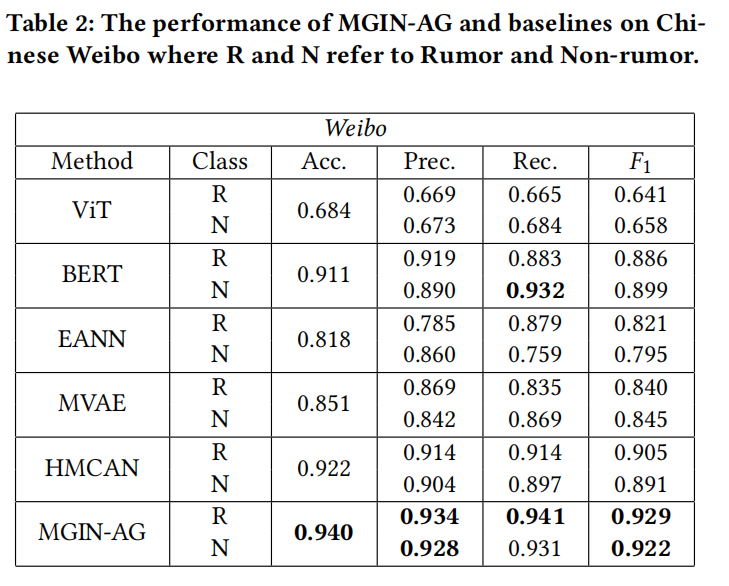 Table 2: The performance of MGIN-AG and baselines on Chi-
nese Weibo where R and N refer to Rumor and Non-rumor.
Weibo
Method Class Acc. Prec. Rec. F1
ViT R 0.684 0.669 0.665 0.641
N 0.673 0.684 0.658
BERT R 0.911 0.919 0.883 0.886
N 0.890 0.932 0.899
EANN R 0.818 0.785 0.879 0.821
N 0.860 0.759 0.795
MVAE R 0.851 0.869 0.835 0.840
N 0.842 0.869 0.845
HMCAN R 0.922 0.914 0.914 0.905
N 0.904 0.897 0.891
MGIN-AG R 0.940 0.934 0.941 0.929
N 0.928 0.931 0.922